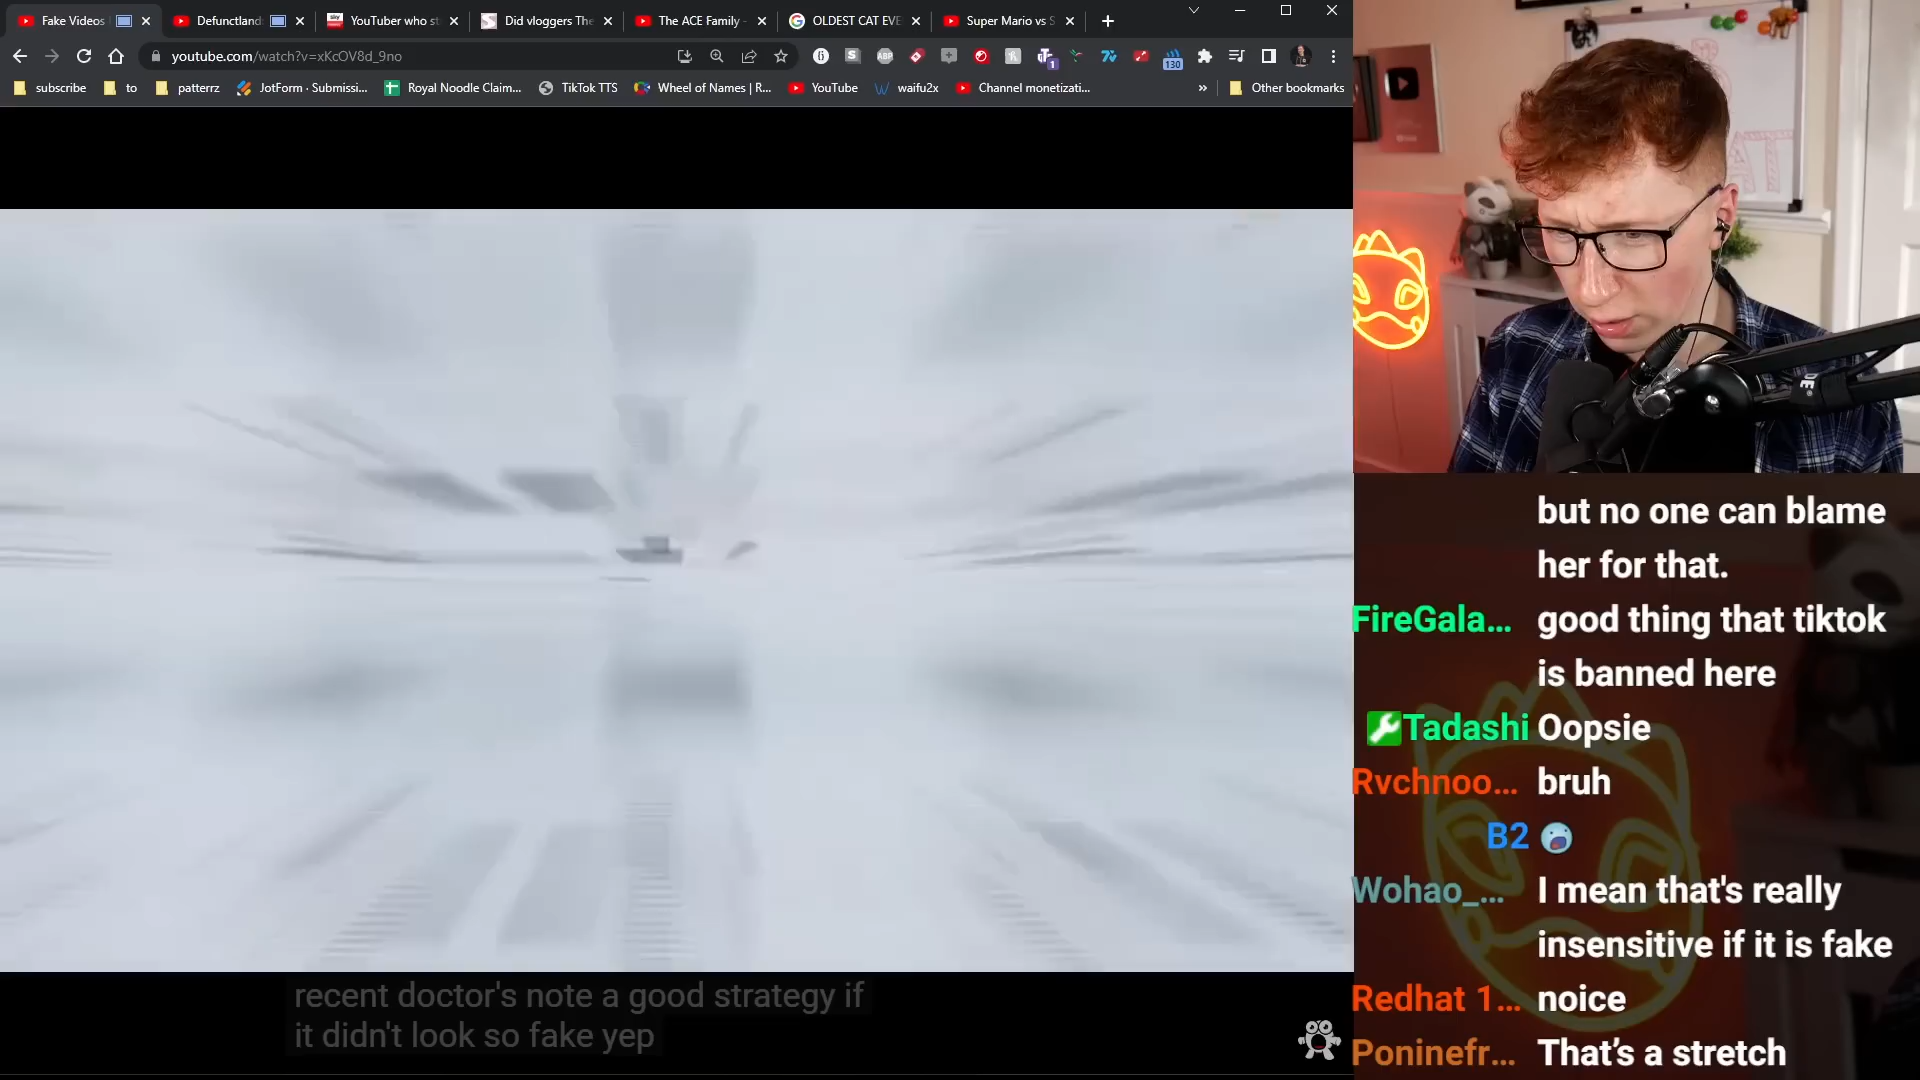 Fake Videos
Defunctland
YouTuber who st
Did vloggers The
The ACE Family -
OLDEST CAT EVE
Super Mario vs S
youtube.com/watch?v=xKcOV8d_9no
ABP
1
130
subscribe
to
patterrz
JotForm · Submissi...
Royal Noodle Claim...
TikTok TTS
Wheel of Names | R...
YouTube
waifu2x
Channel monetizati...
»
Other bookmarks
but no one can blame
her for that.
FireGala... good thing that tiktok
is banned here
Tadashi Oopsie
Rvchnoo... bruh
B2
Wohao_... I mean that's really
insensitive if it is fake
Redhat 1... noice
Poninefr... That's a stretch
recent doctor's note a good strategy if
it didn't look so fake yep